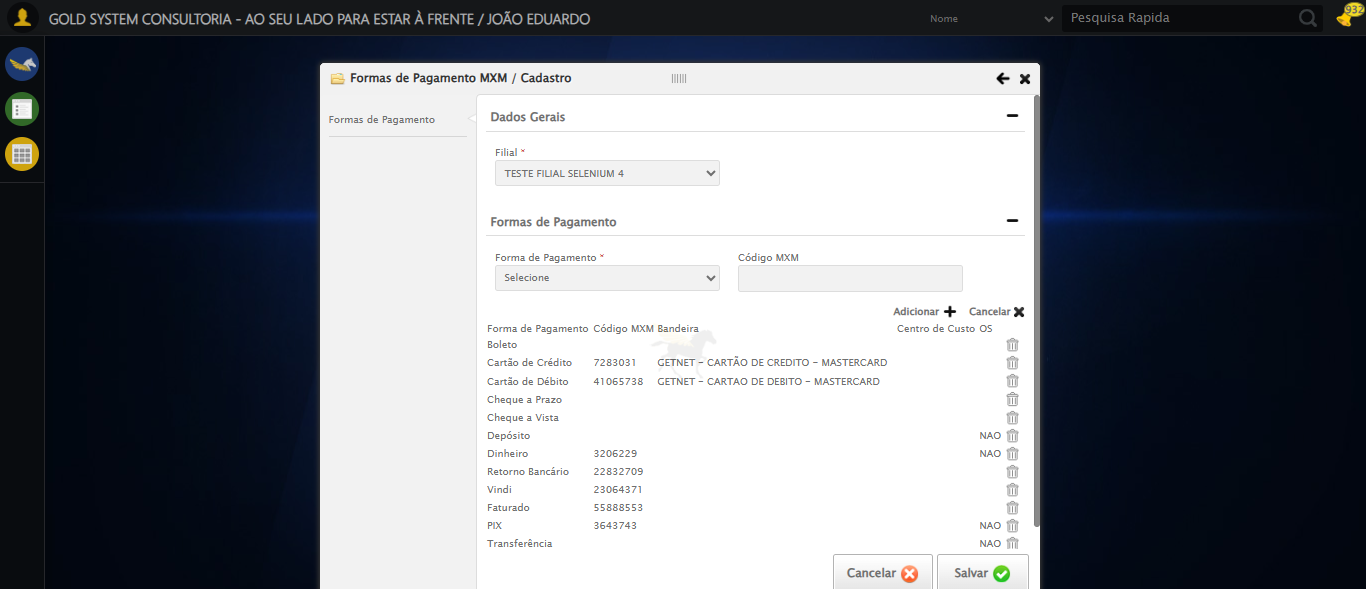 GOLD SYSTEM CONSULTORIA - AO SEU LADO PARA ESTAR À FRENTE / JOÃO EDUARDO
Nome
Pesquisa Rapida
932
Formas de Pagamento MXM / Cadastro
Formas de Pagamento
Dados Gerais
Filial *
TESTE FILIAL SELENIUM 4
Formas de Pagamento
Forma de Pagamento * Código MXM
Selecione
Adicionar Cancelar
Forma de Pagamento Código MXM Bandeira Centro de Custo OS
Boleto
Cartão de Crédito 7283031 GETNET - CARTÃO DE CREDITO - MASTERCARD
Cartão de Débito 41065738 GETNET - CARTAO DE DEBITO - MASTERCARD
Cheque a Prazo
Cheque a Vista
Depósito NAO
Dinheiro 3206229 NAO
Retorno Bancário 22832709
Vindi 23064371
Faturado 55888553
PIX 3643743 NAO
Transferência NAO
Cancelar Salvar